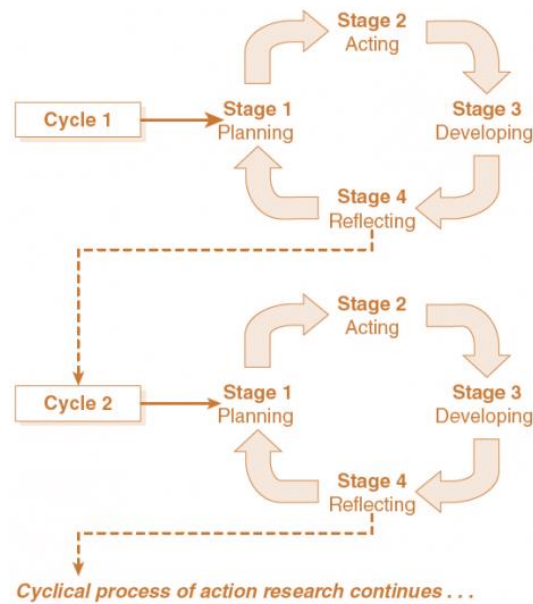 Stage 2
Acting
Cycle 1
Stage 1
Planning
Stage 3
Developing
Stage 4
Reflecting
Stage 2
Acting
Cycle 2
Stage 1
Planning
Stage 3
Developing
Stage 4
Reflecting
Cyclical process of action research continues . . .